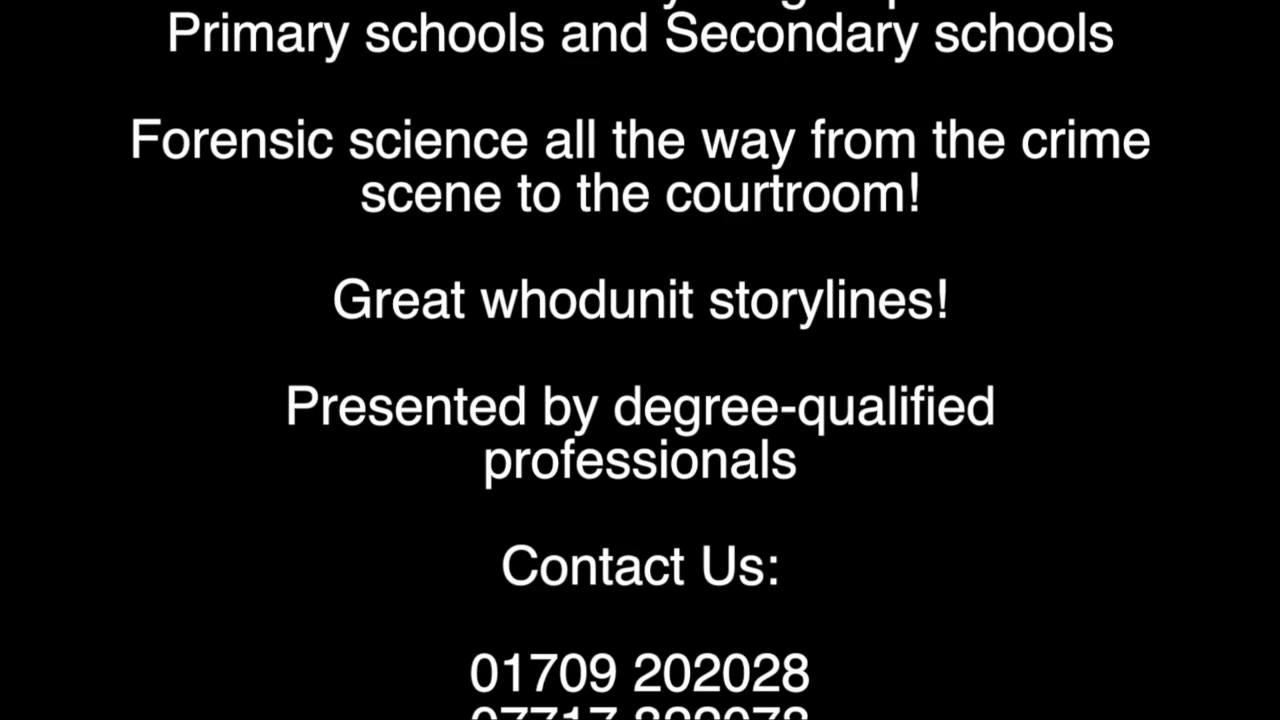 Primary schools and Secondary schools
Forensic science all the way from the crime
scene to the courtroom!
Great whodunit storylines!
Presented by degree-qualified
professionals
Contact Us:
01709 202028